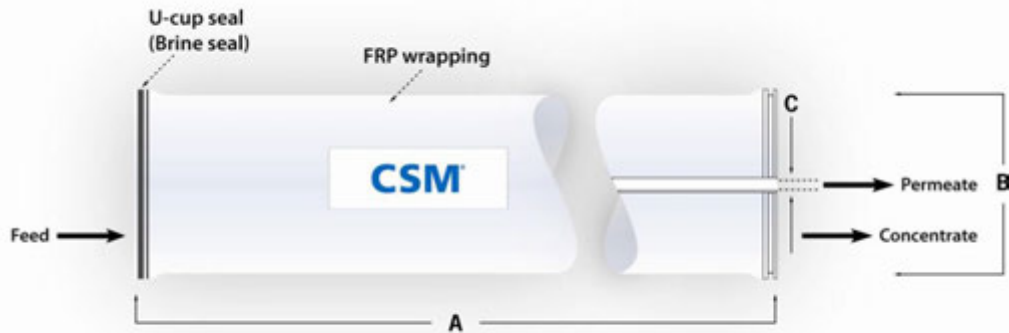 U-cup seal
(Brine seal)
FRP wrapping
C
CSM®
Permeate
B
Feed
Concentrate
A